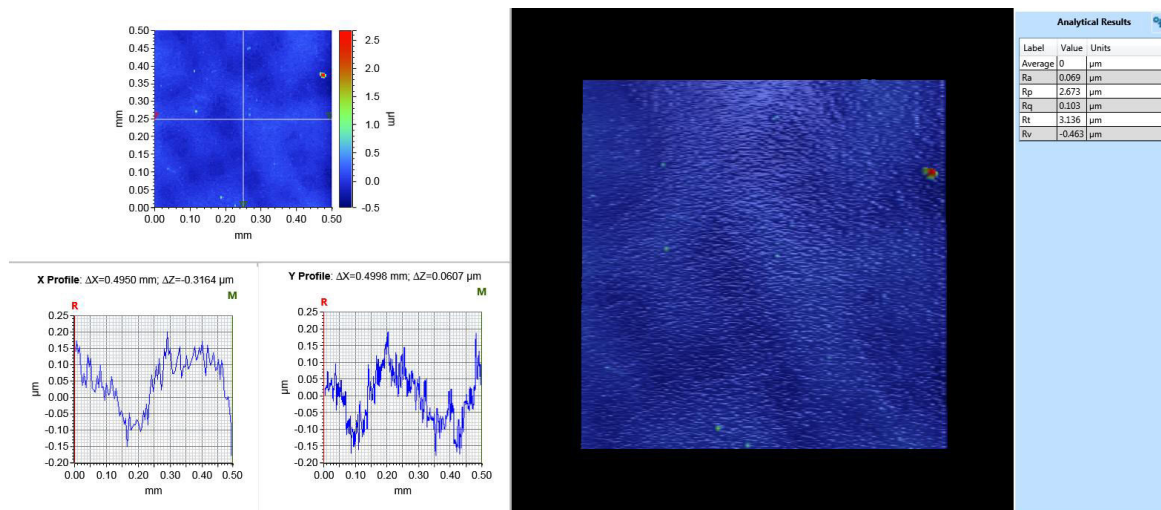 0.50
0.45
0.40
0.35
0.30
0.25
0.20
0.15
0.10
0.05
0.00
mm
0.00 0.10 0.20 0.30 0.40 0.50
mm
2.5
2.0
1.5
1.0
0.5
0.0
-0.5
µm
X Profile: ΔX=0.4950 mm; ΔZ=-0.3164 µm
R
M
0.25
0.20
0.15
0.10
0.05
0.00
-0.05
-0.10
-0.15
-0.20
µm
0.00 0.10 0.20 0.30 0.40 0.50
mm
Y Profile: ΔX=0.4998 mm; ΔZ=0.0607 µm
R
M
0.25
0.20
0.15
0.10
0.05
0.00
-0.05
-0.10
-0.15
-0.20
µm
0.00 0.10 0.20 0.30 0.40 0.50
mm
Analytical Results
Label Value Units
Average 0 µm
Ra 0.069 µm
Rp 2.673 µm
Rq 0.103 µm
Rt 3.136 µm
Rv -0.463 µm